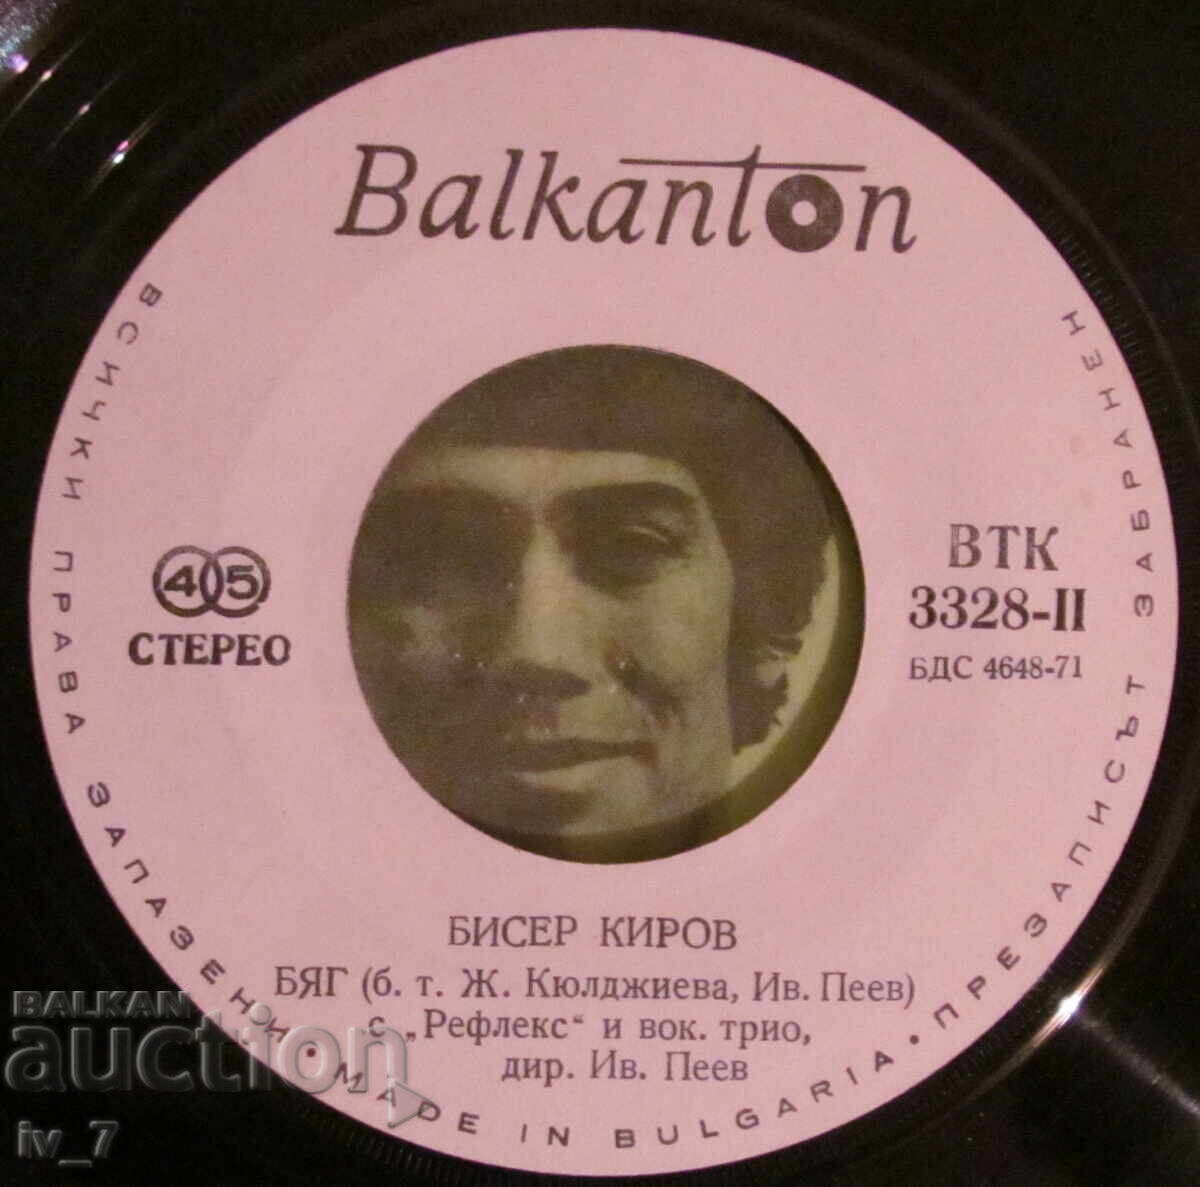 Balkanton
45
СТЕРЕО
ВТК
3328-II
БДС 4648-71
БИСЕР КИРОВ
БЯГ (б. т. Ж. Кюлджиева, Ив. Пеев)
с „Рефлекс“ и вок. трио,
дир. Ив. Пеев
ВСИЧКИ ПРАВА ЗАПАЗЕНИ • MADE IN BULGARIA • ПРЕЗАПИСЪТ ЗАБРАНЕН
BALKAN
auction
iv_7